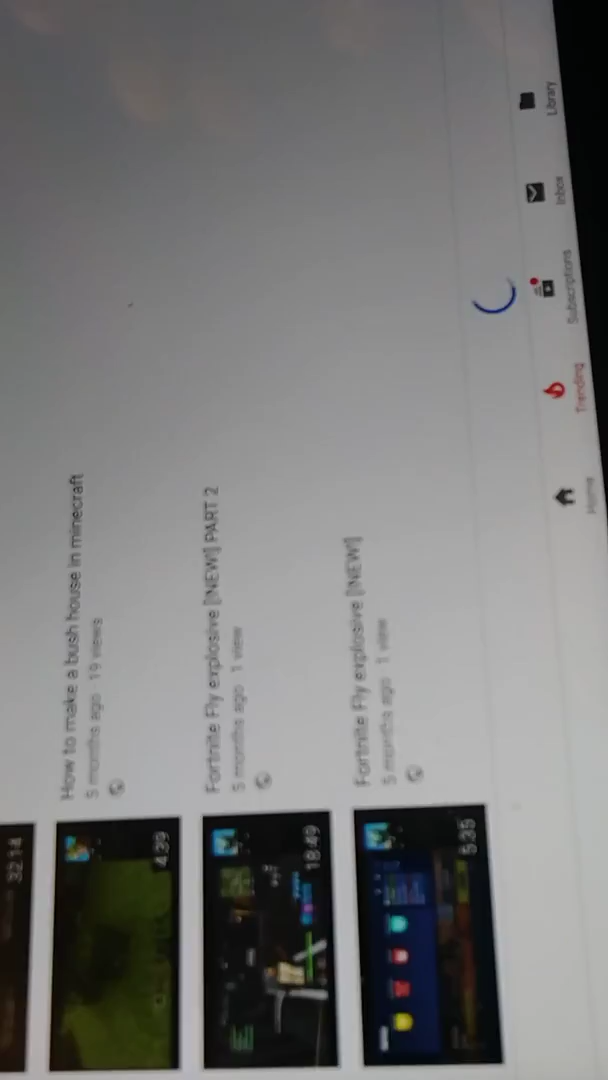 32:14
How to make a bush house in minecraft
5 months ago 19 views
4:39
Fortnite Fly explosive [NEW!] PART 2
5 months ago 1 view
18:49
Fortnite Fly explosive [NEW!]
5 months ago 1 view
5:35
Home
Trending
Subscriptions
Inbox
Library